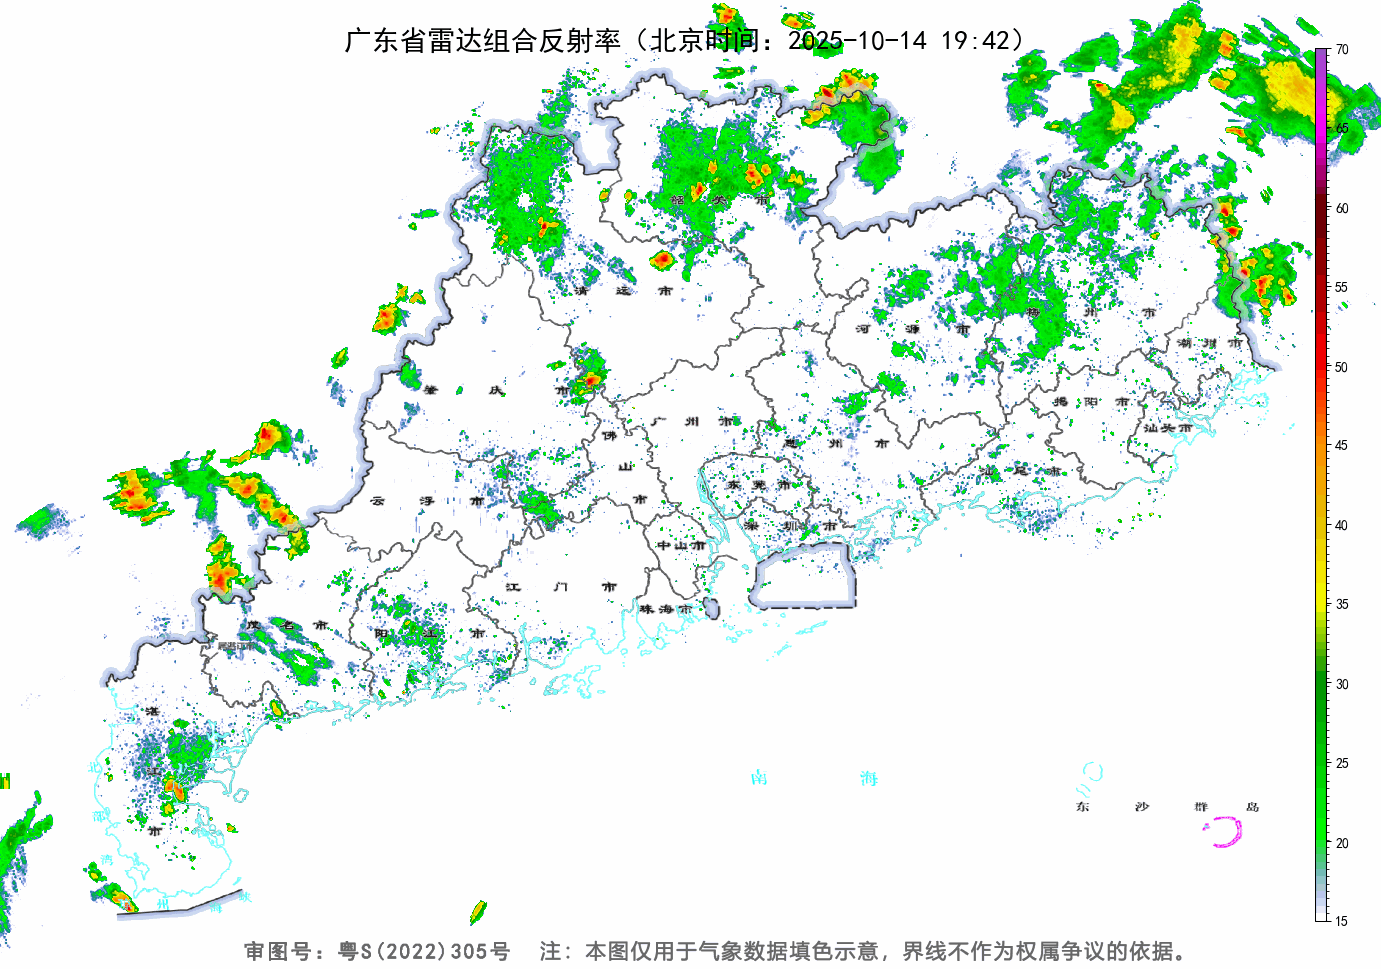 广东省雷达组合反射率（北京时间：2025-10-14 19:42）
70
65
60
55
50
45
40
35
30
25
20
15
韶关市
清远市
河源市
梅州市
潮州市
肇庆市
广州市
佛山市
惠州市
揭阳市
汕头市
汕尾市
云浮市
东莞市
深圳市
中山市
江门市
珠海市
茂名市
阳江市
湛江市
南海
东沙群岛
北部湾
州海峡
审图号：粤S(2022)305号 注：本图仅用于气象数据填色示意，界线不作为权属争议的依据。